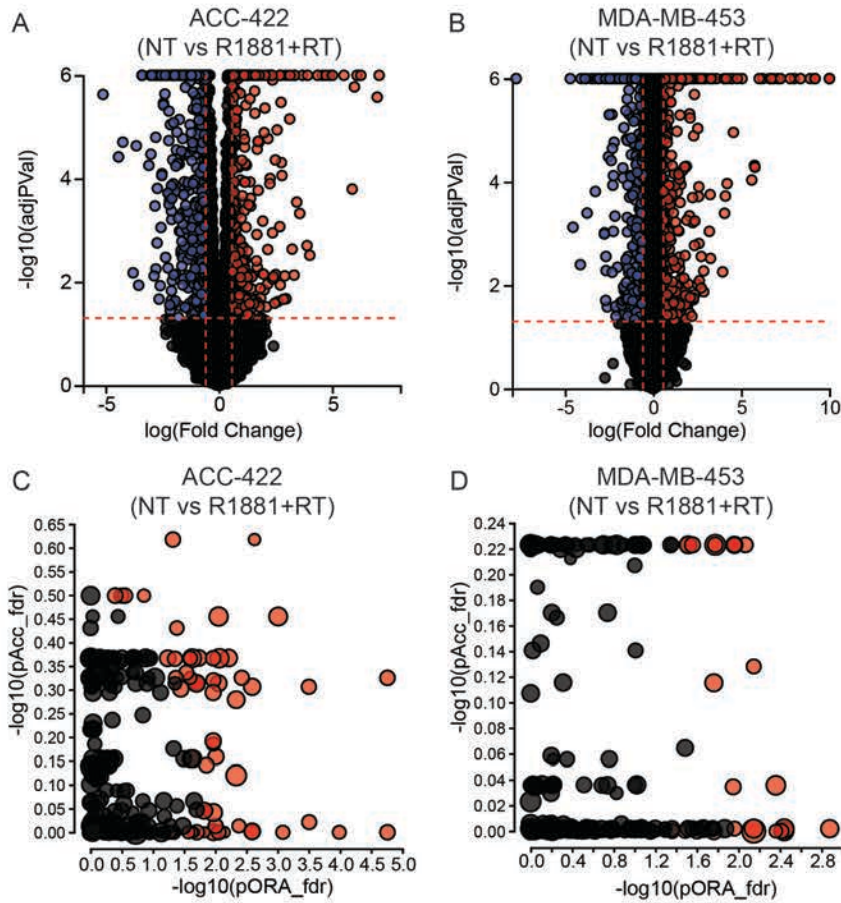 A
ACC-422
(NT vs R1881+RT)
6
4
2
0
-log10(adjPVal)
-5
0
5
log(Fold Change)
B
MDA-MB-453
(NT vs R1881+RT)
6
4
2
0
-log10(adjPVal)
-5
0
5
10
log(Fold Change)
C
ACC-422
(NT vs R1881+RT)
0.65
0.60
0.55
0.50
0.45
0.40
0.35
0.30
0.25
0.20
0.15
0.10
0.05
0.00
-log10(pAcc_fdr)
0.0 0.5 1.0 1.5 2.0 2.5 3.0 3.5 4.0 4.5 5.0
-log10(pORA_fdr)
D
MDA-MB-453
(NT vs R1881+RT)
0.24
0.22
0.20
0.18
0.16
0.14
0.12
0.10
0.08
0.06
0.04
0.02
0.00
-log10(pAcc_fdr)
0.0 0.4 0.8 1.2 1.6 2.0 2.4 2.8
-log10(pORA_fdr)